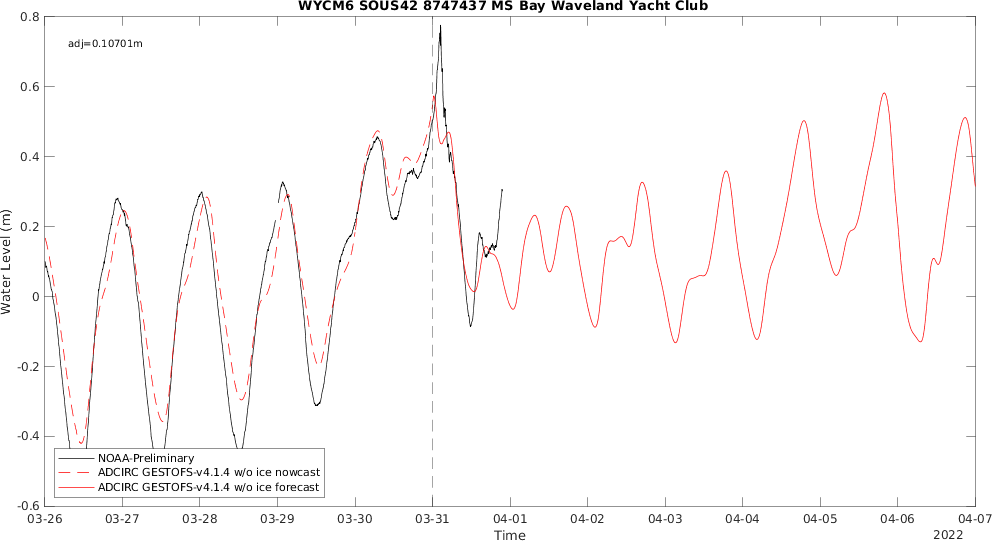 WYCM6 SOUS42 8747437 MS Bay Waveland Yacht Club
adj=0.10701m
0.8
0.6
0.4
0.2
0
-0.2
-0.4
-0.6
Water Level (m)
NOAA-Preliminary
ADCIRC GESTOFS-v4.1.4 w/o ice nowcast
ADCIRC GESTOFS-v4.1.4 w/o ice forecast
03-26 03-27 03-28 03-29 03-30 03-31 04-01 04-02 04-03 04-04 04-05 04-06 04-07
Time
2022